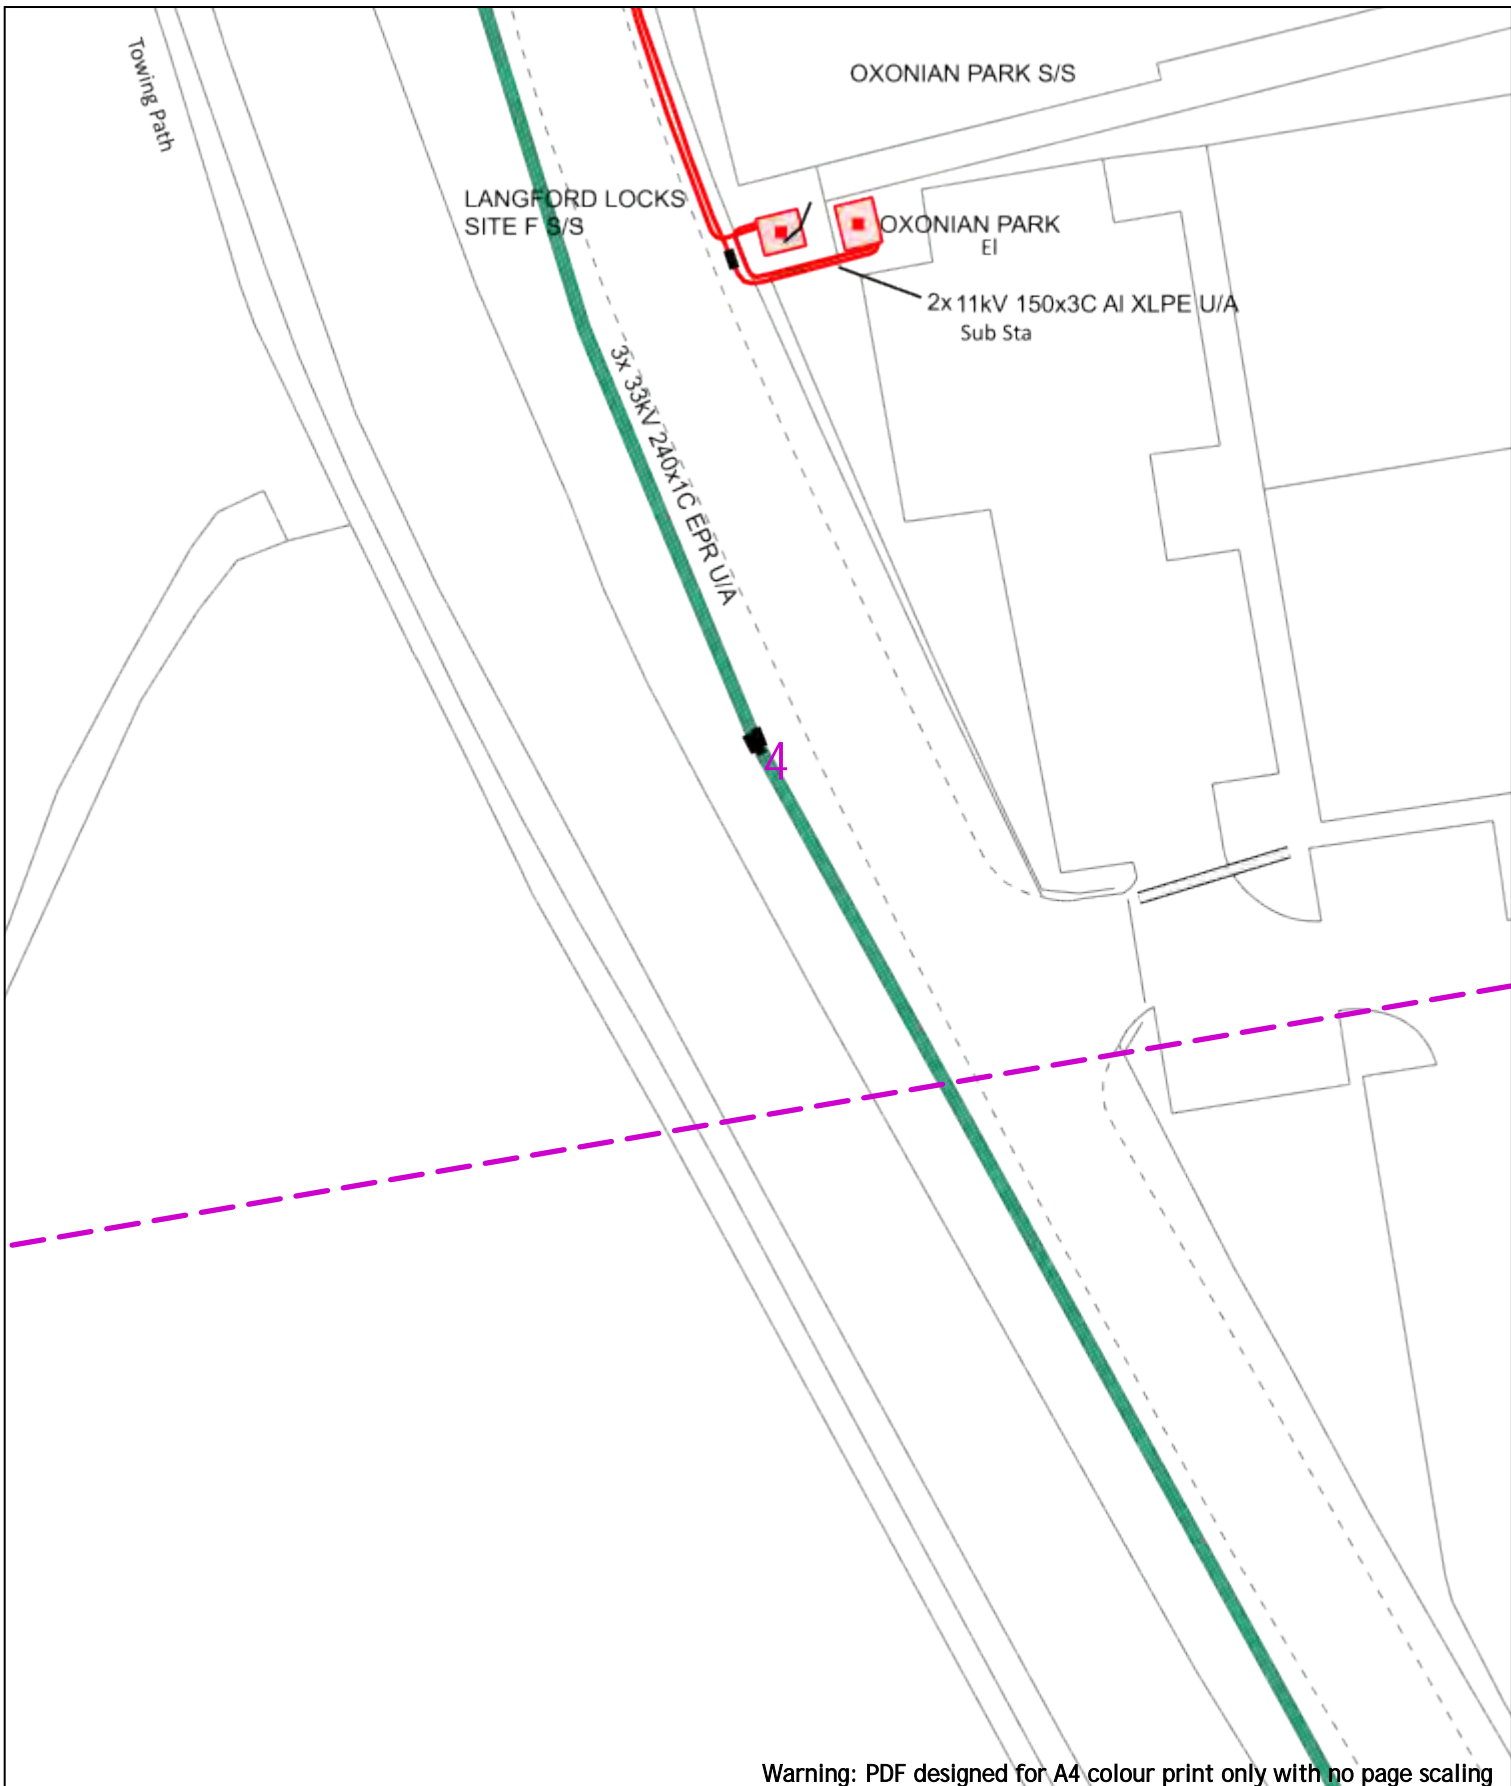 Towing Path
OXONIAN PARK S/S
LANGFORD LOCKS
SITE F S/S
OXONIAN PARK
El
2x 11kV 150x3C Al XLPE U/A
Sub Sta
3x 33kV 240x1C EPR U/A
4
Warning: PDF designed for A4 colour print only with no page scaling